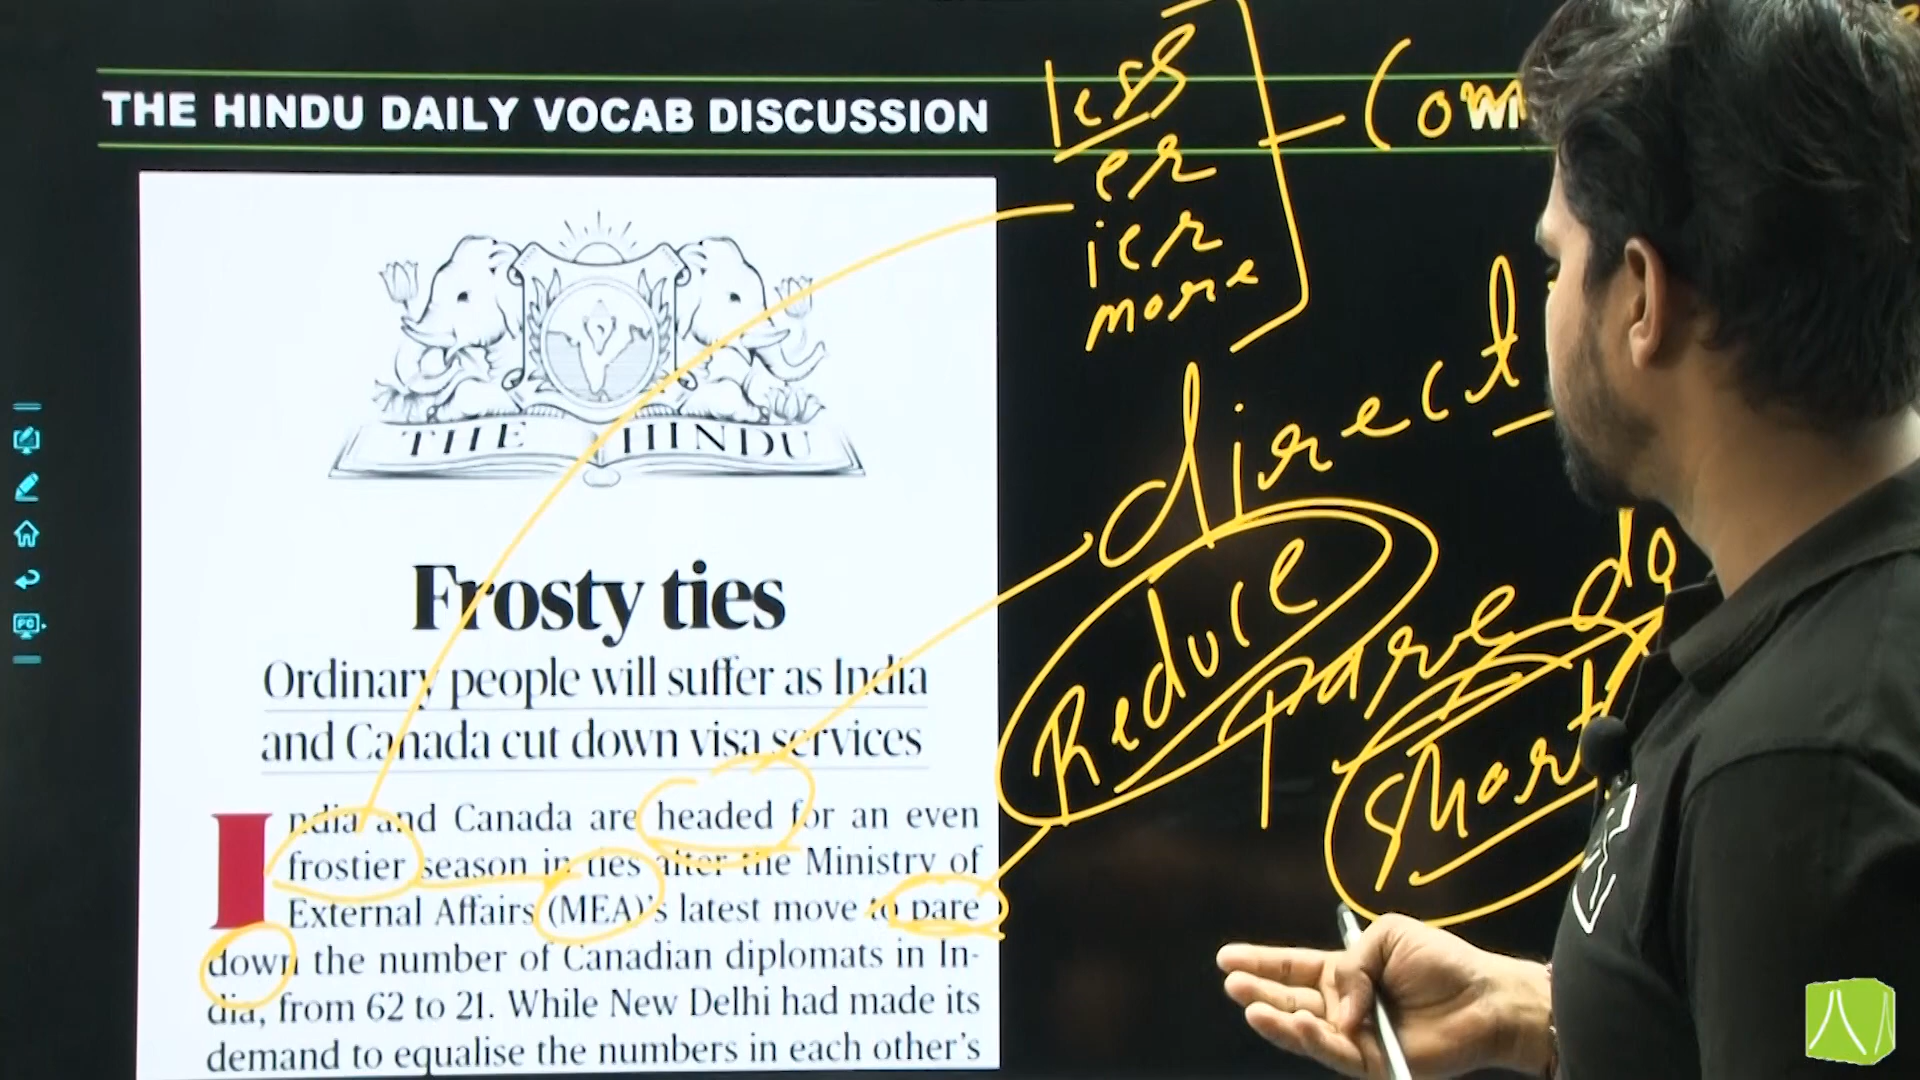 THE HINDU DAILY VOCAB DISCUSSION
less
er
ier
more
THE HINDU
direct
Frosty ties
Ordinary people will suffer as India
and Canada cut down visa services
Reduce
pare do
Short
India and Canada are headed for an even
frostier season in ties after the Ministry of
External Affairs (MEA)'s latest move to pare
down the number of Canadian diplomats in In-
dia, from 62 to 21. While New Delhi had made its
demand to equalise the numbers in each other's